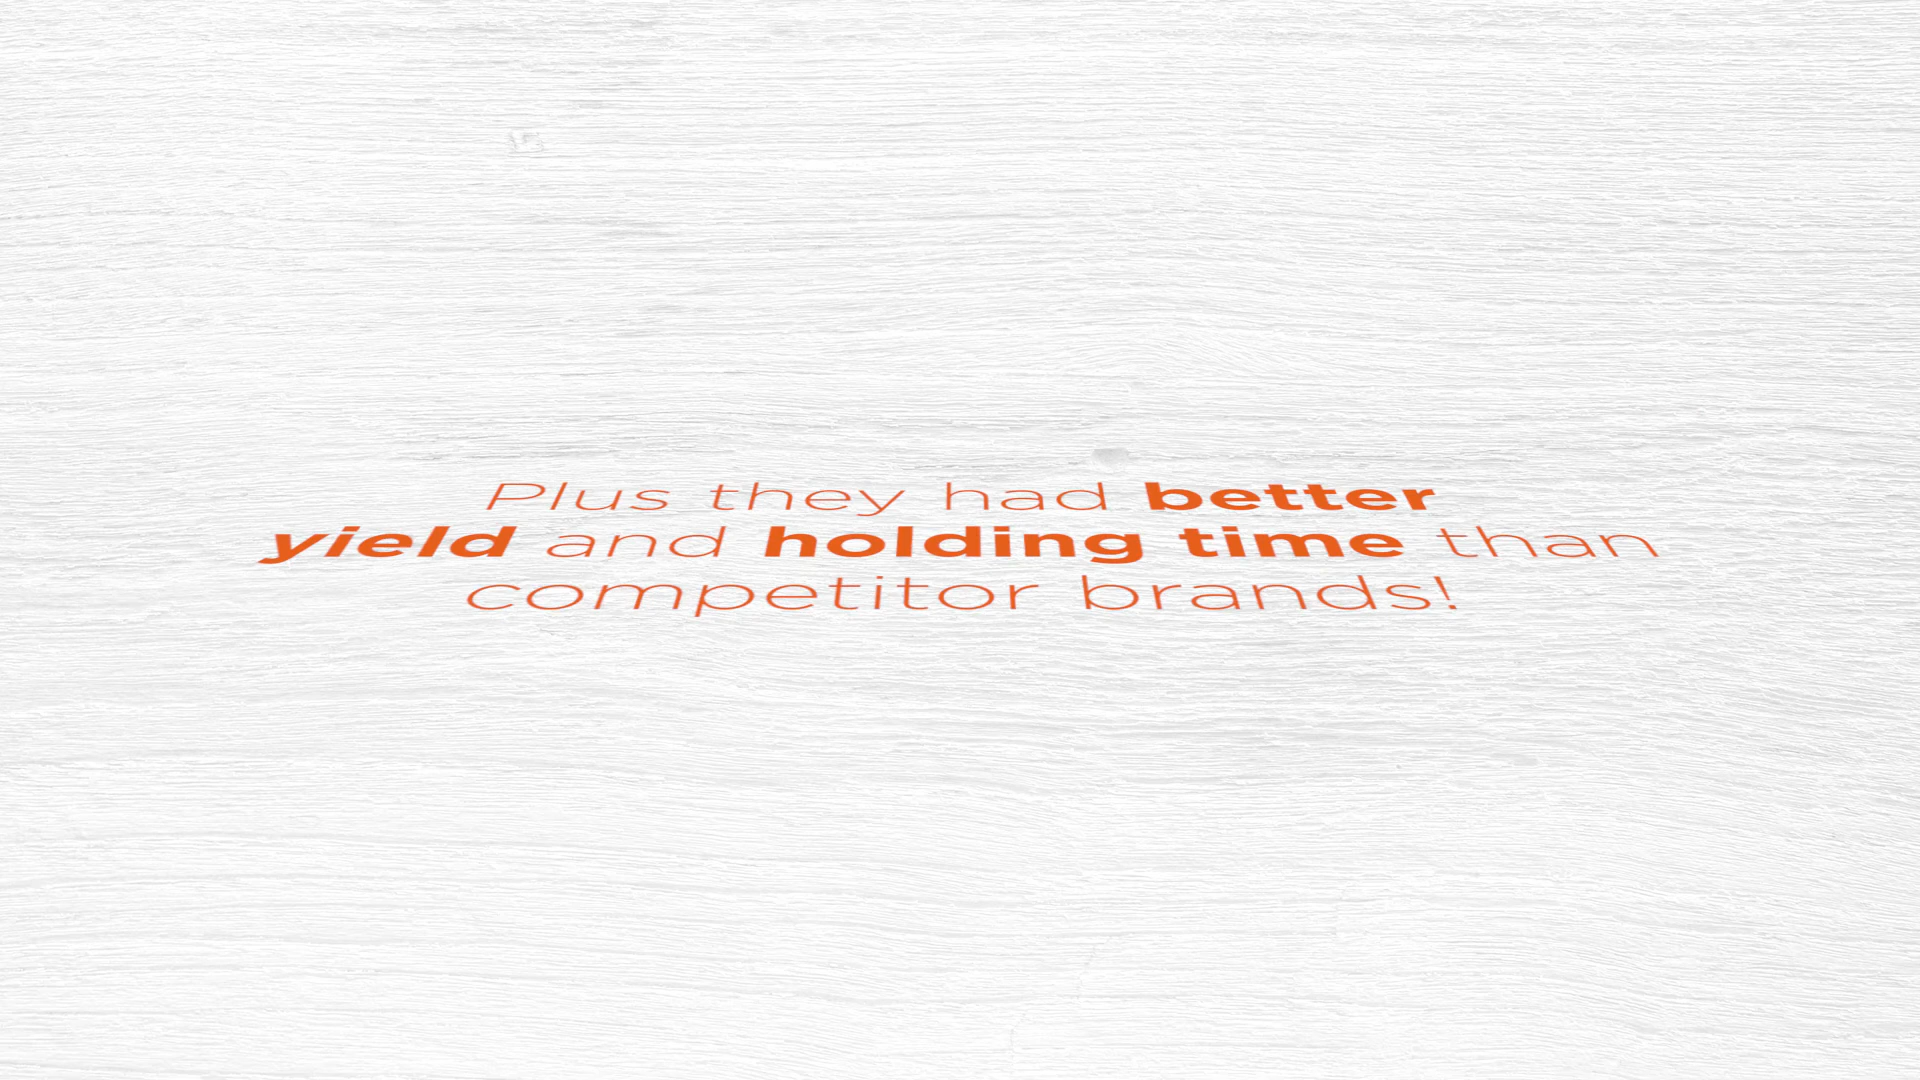 Plus they had better
yield and holding time than
competitor brands!